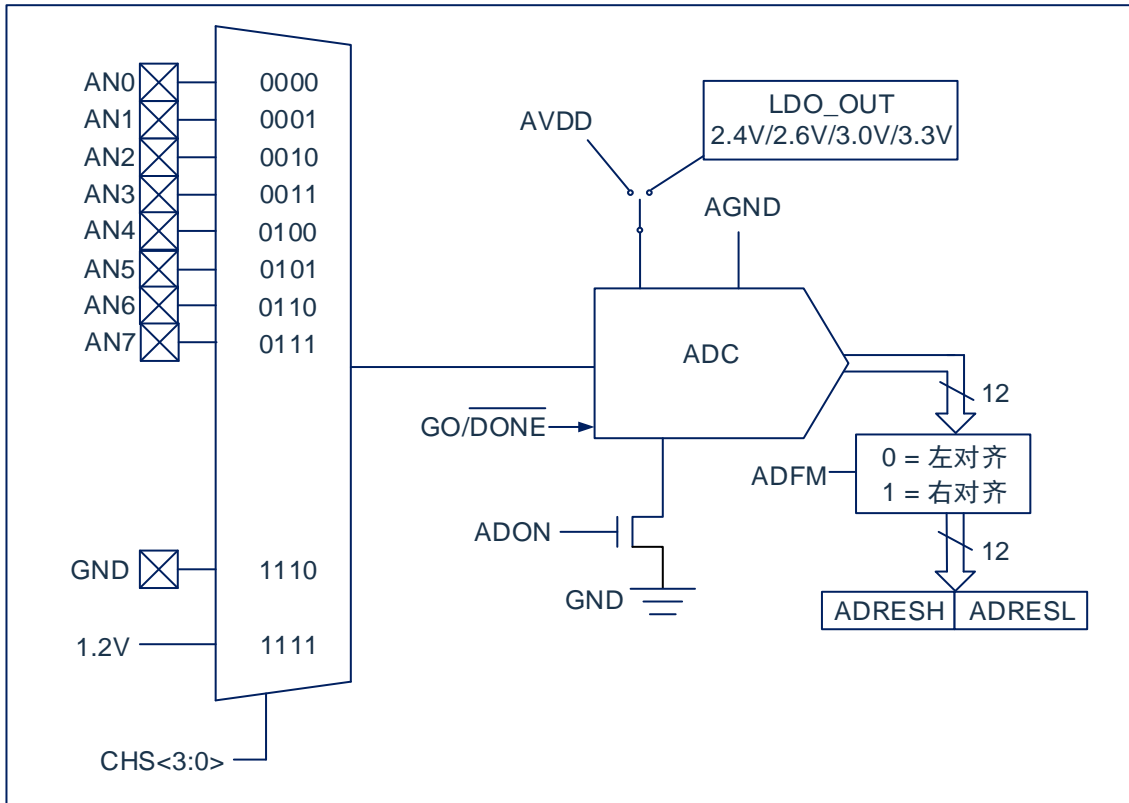 AN0
0000
AN1
0001
AN2
0010
AN3
0011
AN4
0100
AN5
0101
AN6
0110
AN7
0111
GND
1110
1.2V
1111
CHS<3:0>
AVDD
LDO_OUT
2.4V/2.6V/3.0V/3.3V
AGND
ADC
GO/DONE
12
ADFM
0 = 左对齐
1 = 右对齐
ADON
GND
12
ADRESH
ADRESL